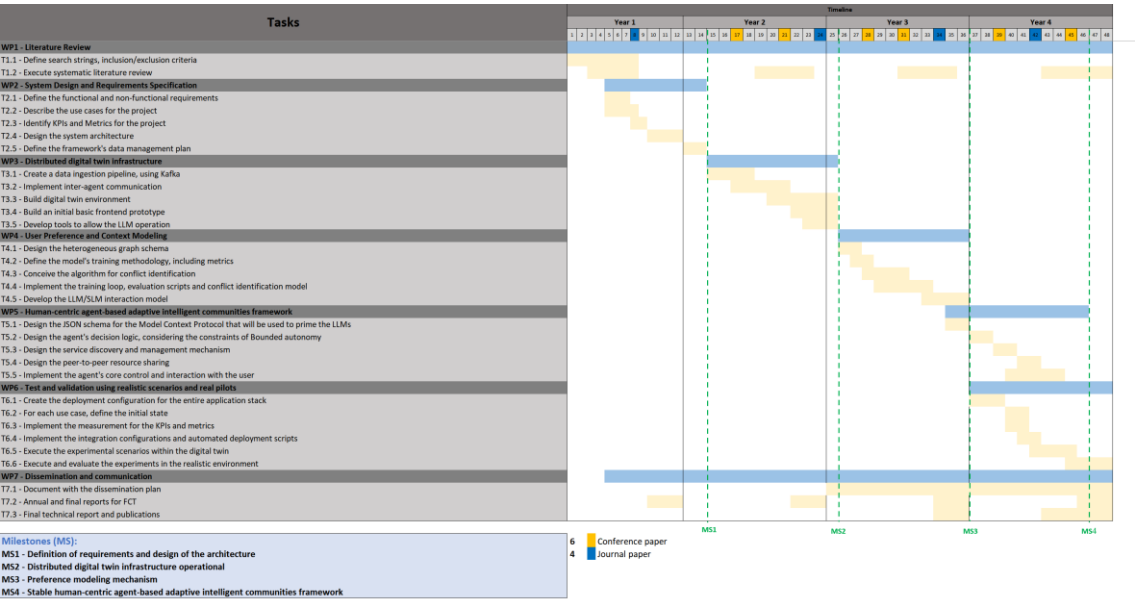 Timeline
Tasks
Year 1 Year 2 Year 3 Year 4
1 2 3 4 5 6 7 8 9 10 11 12 13 14 15 16 17 18 19 20 21 22 23 24 25 26 27 28 29 30 31 32 33 34 35 36 37 38 39 40 41 42 43 44 45 46 47 48
WP1 - Literature Review
T1.1 - Define search strings, inclusion/exclusion criteria
T1.2 - Execute systematic literature review
WP2 - System Design and Requirements Specification
T2.1 - Define the functional and non-functional requirements
T2.2 - Describe the use cases for the project
T2.3 - Identify KPIs and Metrics for the project
T2.4 - Design the system architecture
T2.5 - Define the framework's data management plan
WP3 - Distributed digital twin infrastructure
T3.1 - Create a data ingestion pipeline, using Kafka
T3.2 - Implement inter-agent communication
T3.3 - Build digital twin environment
T3.4 - Build an initial basic frontend prototype
T3.5 - Develop tools to allow the LLM operation
WP4 - User Preference and Context Modeling
T4.1 - Design the heterogeneous graph schema
T4.2 - Define the model's training methodology, including metrics
T4.3 - Conceive the algorithm for conflict identification
T4.4 - Implement the training loop, evaluation scripts and conflict identification model
T4.5 - Develop the LLM/SLM interaction model
WP5 - Human-centric agent-based adaptive intelligent communities framework
T5.1 - Design the JSON schema for the Model Context Protocol that will be used to prime the LLMs
T5.2 - Design the agent's decision logic, considering the constraints of Bounded autonomy
T5.3 - Design the service discovery and management mechanism
T5.4 - Design the peer-to-peer resource sharing
T5.5 - Implement the agent's core control and interaction with the user
WP6 - Test and validation using realistic scenarios and real pilots
T6.1 - Create the deployment configuration for the entire application stack
T6.2 - For each use case, define the initial state
T6.3 - Implement the measurement for the KPIs and metrics
T6.4 - Implement the integration configurations and automated deployment scripts
T6.5 - Execute the experimental scenarios within the digital twin
T6.6 - Execute and evaluate the experiments in the realistic environment
WP7 - Dissemination and communication
T7.1 - Document with the dissemination plan
T7.2 - Annual and final reports for FCT
T7.3 - Final technical report and publications
MS1 MS2 MS3 MS4
Milestones (MS):
MS1 - Definition of requirements and design of the architecture
MS2 - Distributed digital twin infrastructure operational
MS3 - Preference modeling mechanism
MS4 - Stable human-centric agent-based adaptive intelligent communities framework
6 Conference paper
4 Journal paper